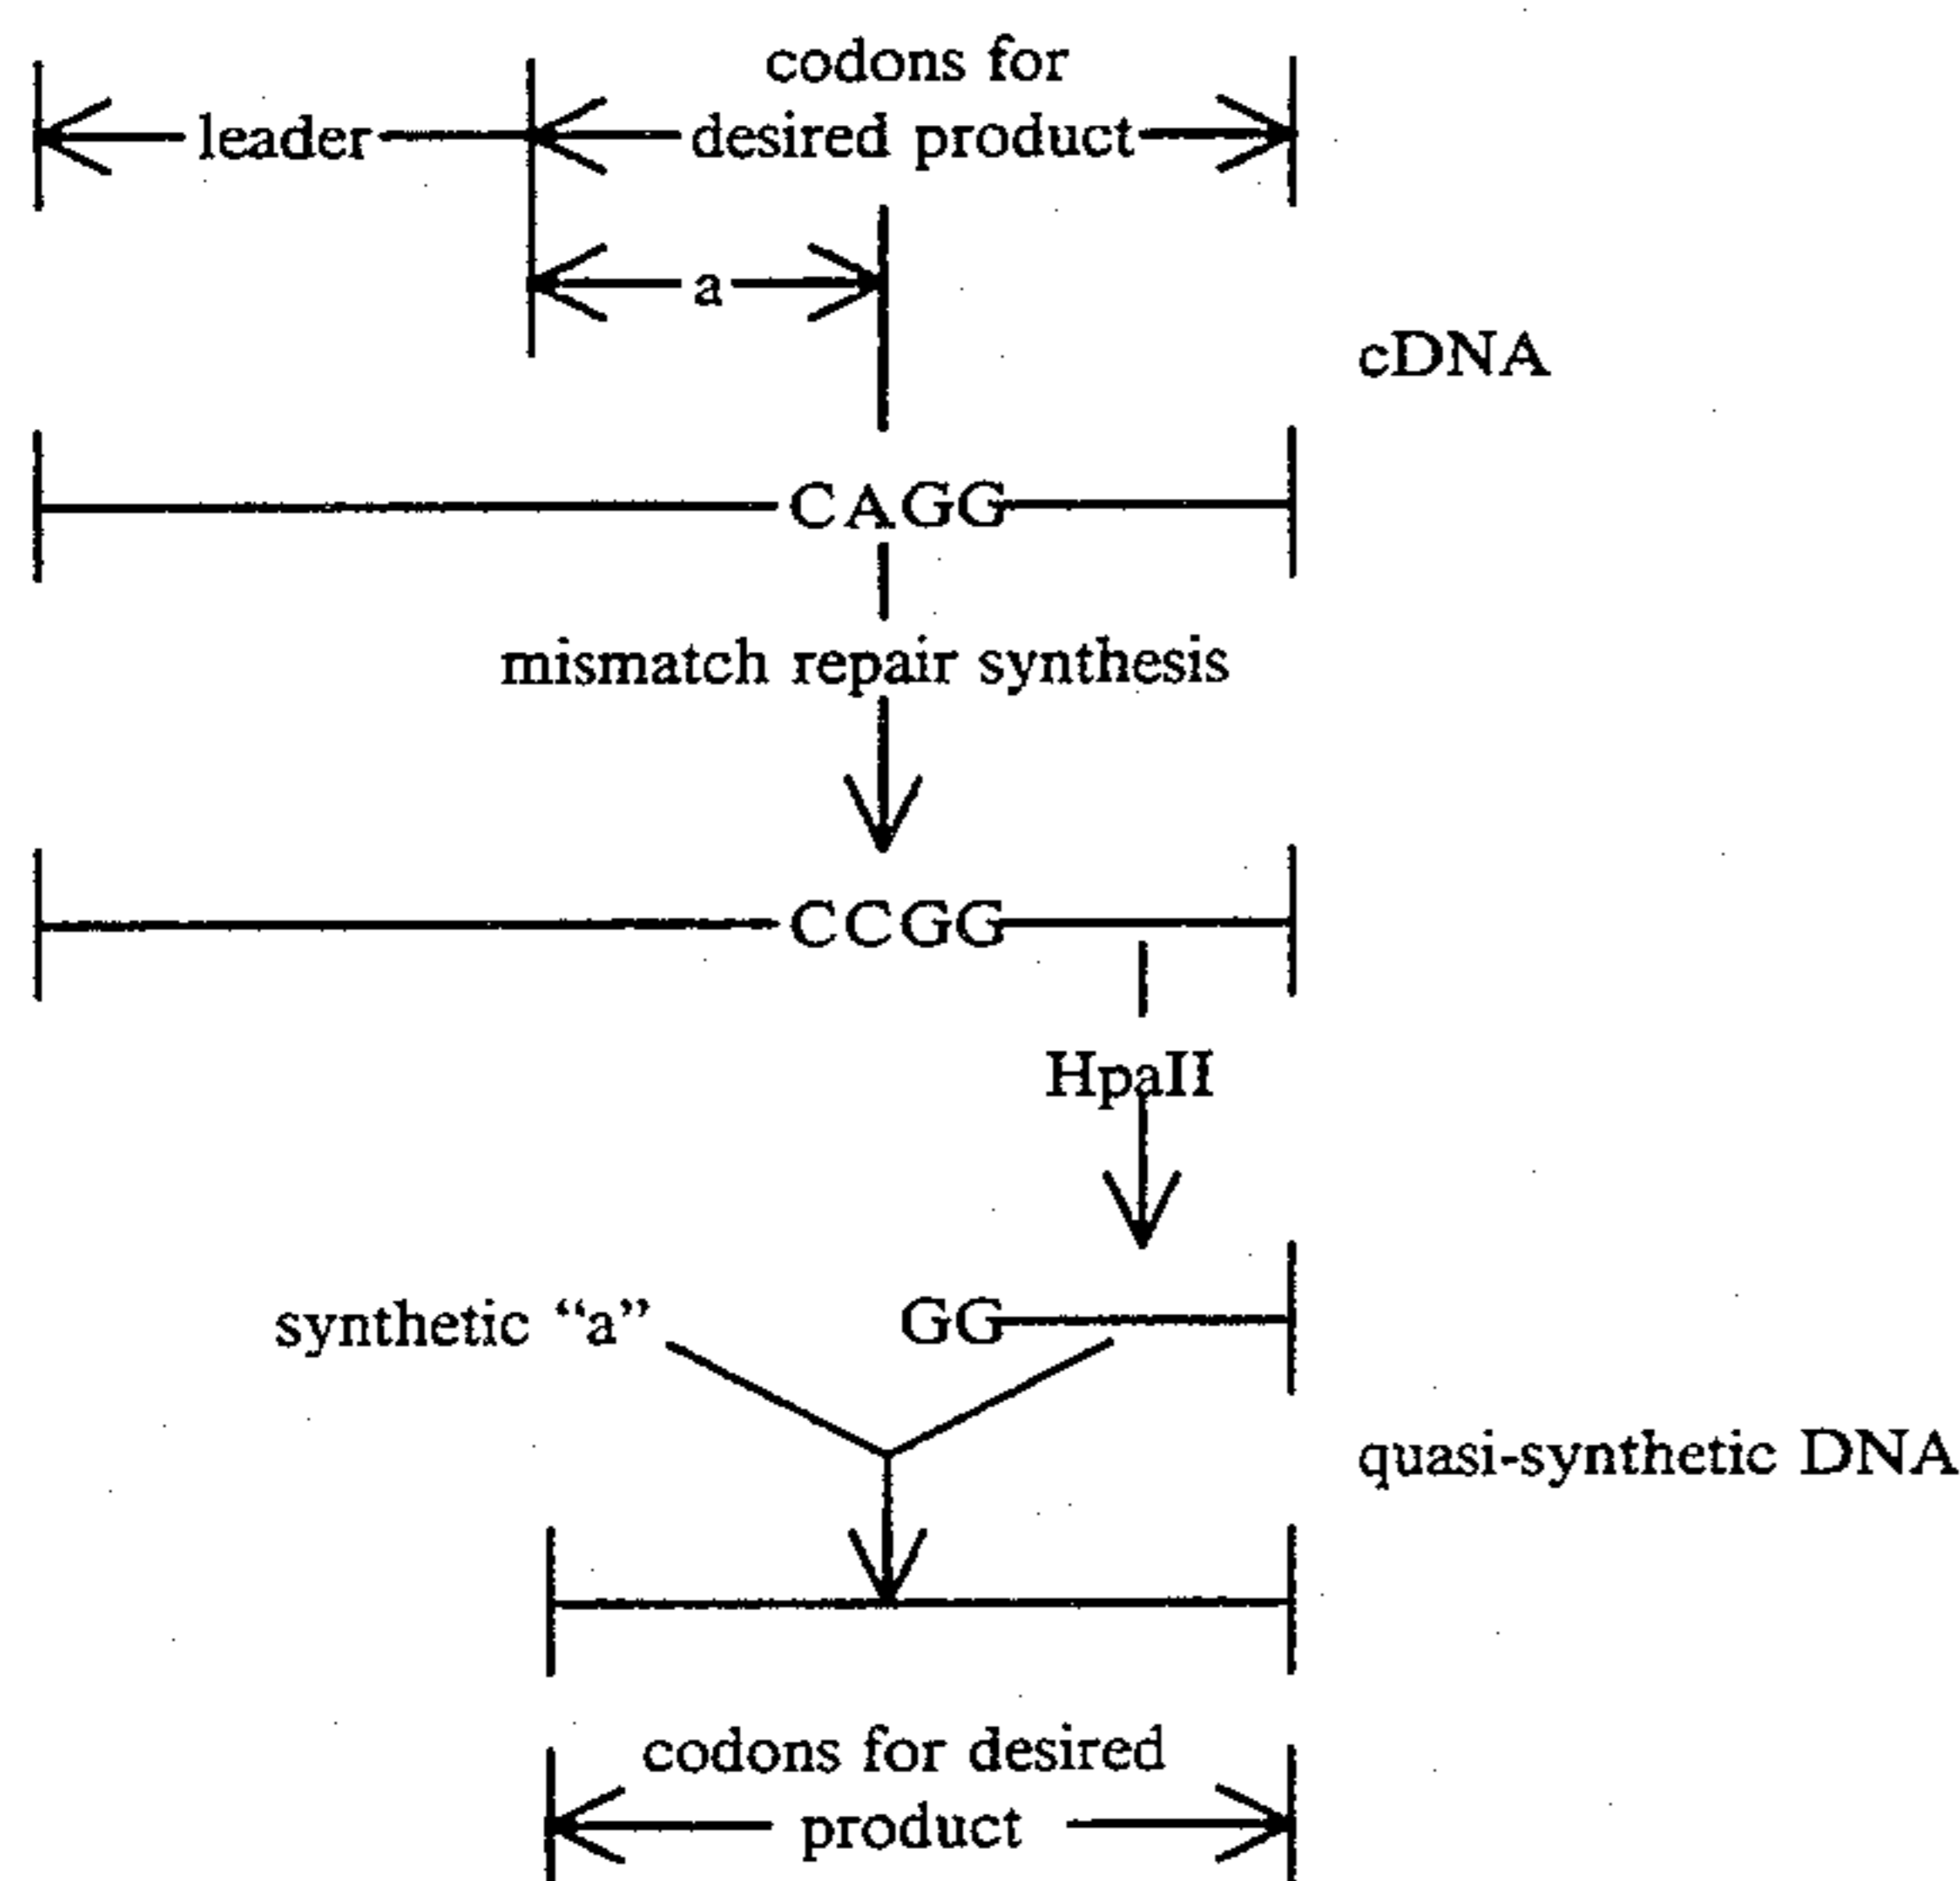 codons for
leader desired product
a
cDNA
CAGG
mismatch repair synthesis
CCGG
HpaII
synthetic “a” GG
quasi-synthetic DNA
codons for desired
product